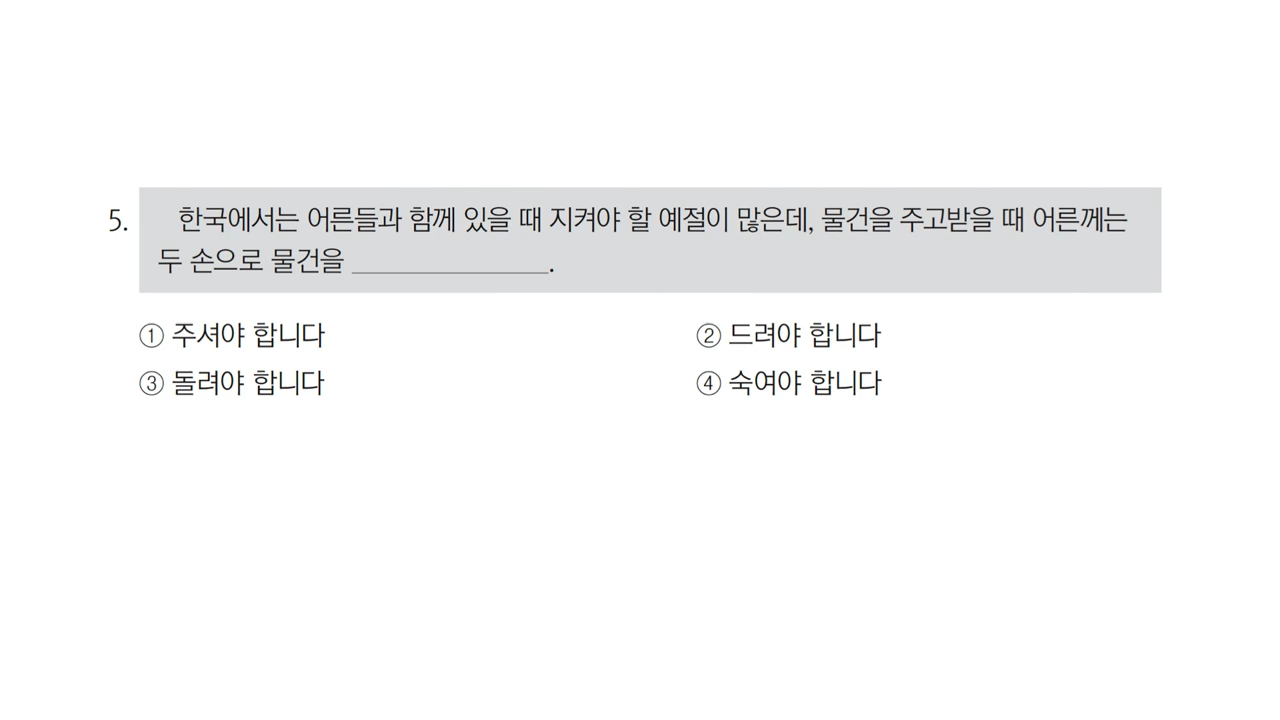 5. 한국에서는 어른들과 함께 있을 때 지켜야 할 예절이 많은데, 물건을 주고받을 때 어른께는
두 손으로 물건을 ______________.
① 주셔야 합니다 ② 드려야 합니다
③ 돌려야 합니다 ④ 숙여야 합니다